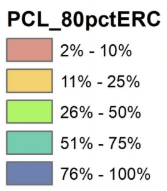 PCL_80pctERC
2% - 10%
11% - 25%
26% - 50%
51% - 75%
76% - 100%